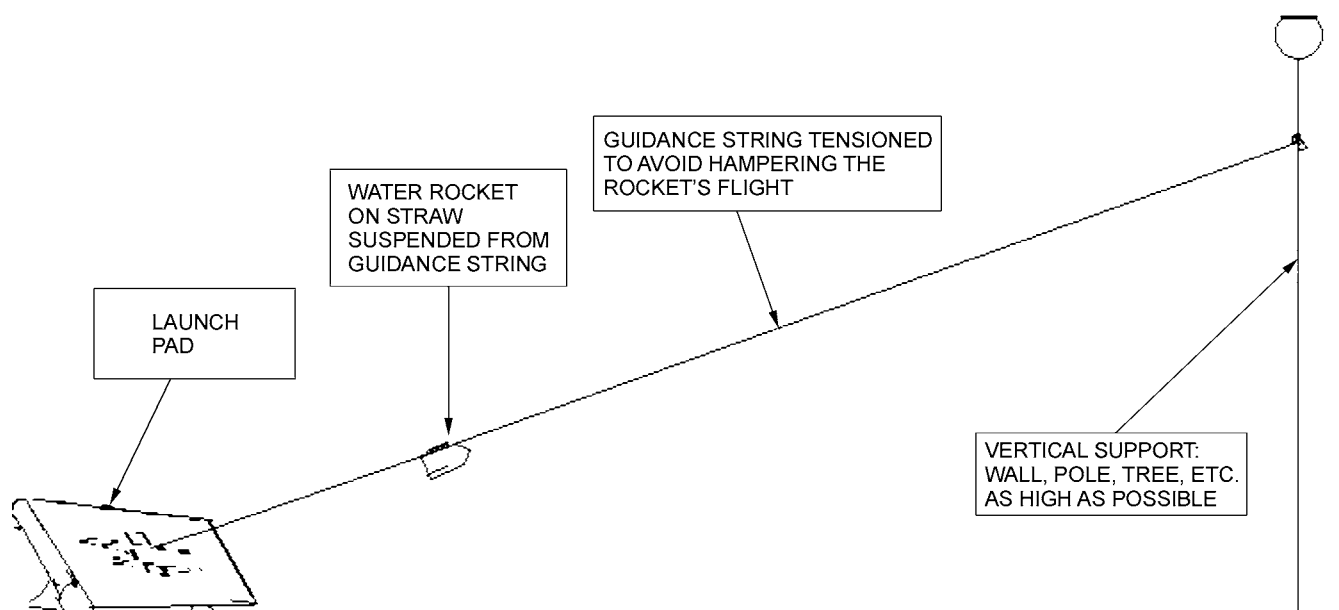 GUIDANCE STRING TENSIONED
TO AVOID HAMPERING THE
ROCKET'S FLIGHT
WATER ROCKET
ON STRAW
SUSPENDED FROM
GUIDANCE STRING
LAUNCH
PAD
VERTICAL SUPPORT:
WALL, POLE, TREE, ETC.
AS HIGH AS POSSIBLE